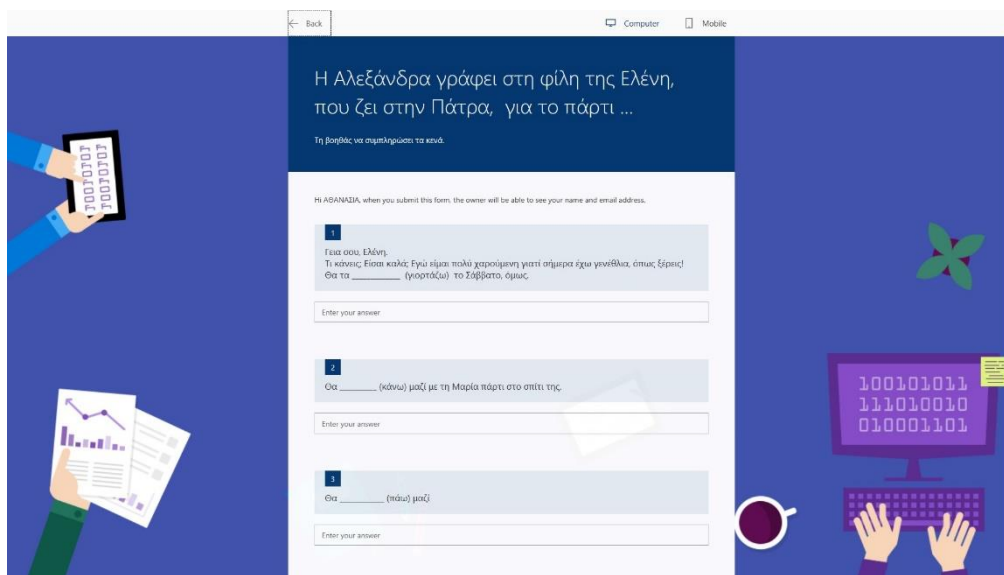 Back
Computer
Mobile
Η Αλεξάνδρα γράφει στη φίλη της Ελένη,
που ζει στην Πάτρα, για το πάρτι ...
Τη βοηθάς να συμπληρώσει τα κενά.
Hi ΑΘΑΝΑΣΙΑ, when you submit this form, the owner will be able to see your name and email address.
1
Γεια σου, Ελένη,
Τι κάνεις; Είσαι καλά; Εγώ είμαι πολύ χαρούμενη γιατί σήμερα έχω γενέθλια, όπως ξέρεις!
Θα τα ___________ (γιορτάζω) το Σάββατο, όμως.
Enter your answer
2
Θα ________ (κάνω) μαζί με τη Μαρία πάρτι στο σπίτι της.
Enter your answer
3
Θα __________ (πάω) μαζί
Enter your answer
100101011
111010010
010001101